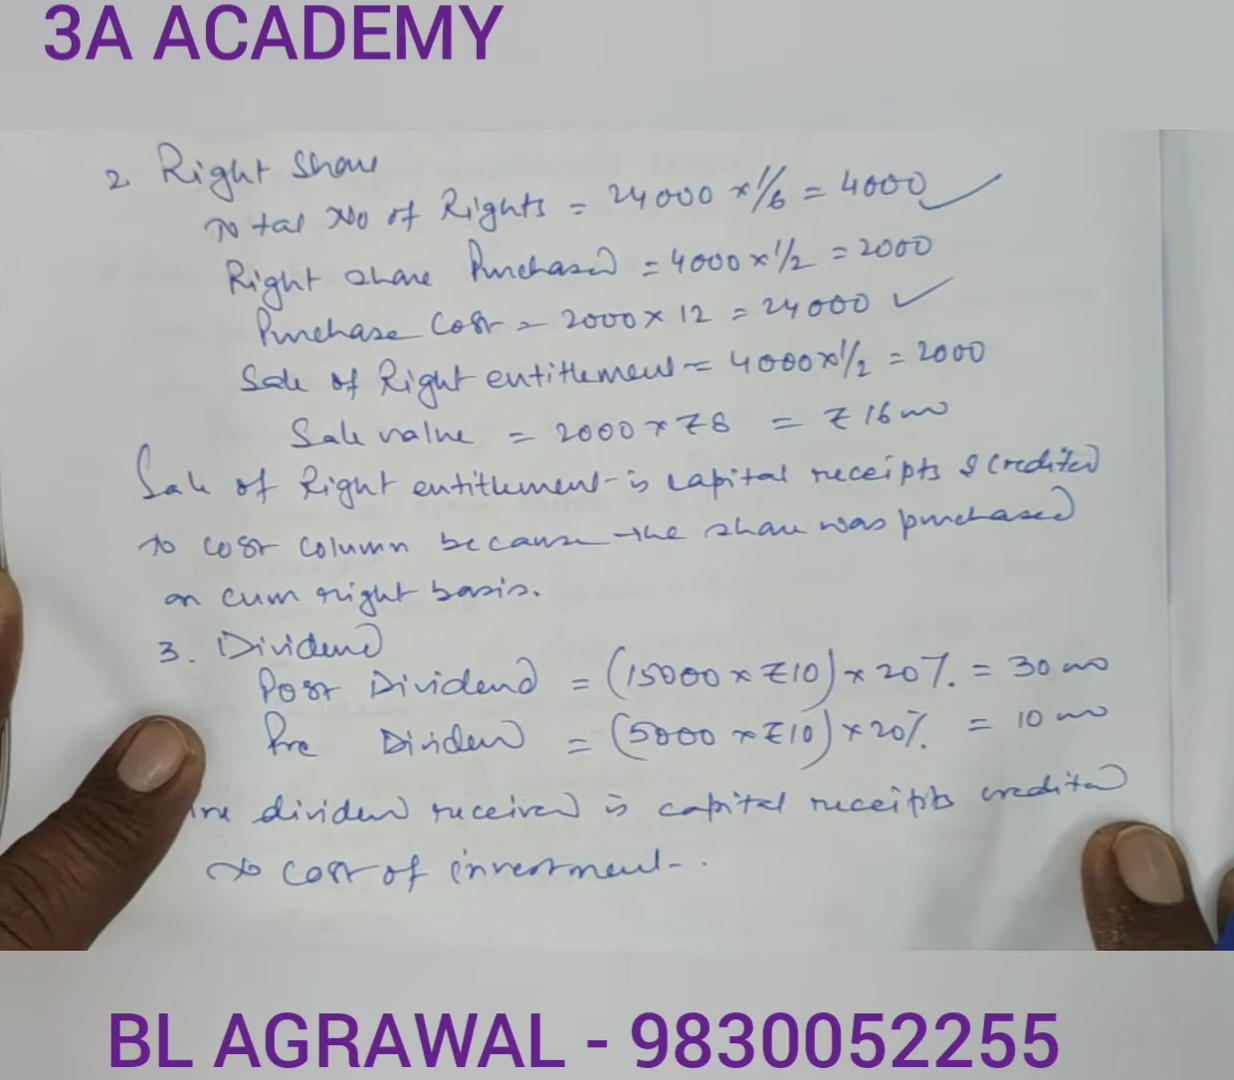 3A ACADEMY
2 Right Share
Total No of Rights = 24000 x 1/6 = 4000 ✓
Right share Purchased = 4000 x 1/2 = 2000
Purchase Cost = 2000 x 12 = 24000 ✓
Sale of Right entitlement = 4000 x 1/2 = 2000
Sale value = 2000 x ₹8 = ₹16000
Sale of Right entitlement is capital receipts & credited
to cost column because the share was purchased
on cum right basis.
3. Dividend
Post Dividend = (15000 x ₹10) x 20% = 30000
Pre Dividend = (5000 x ₹10) x 20% = 10000
dividend received is capital receipts credited
to cost of investment.
BL AGRAWAL - 9830052255